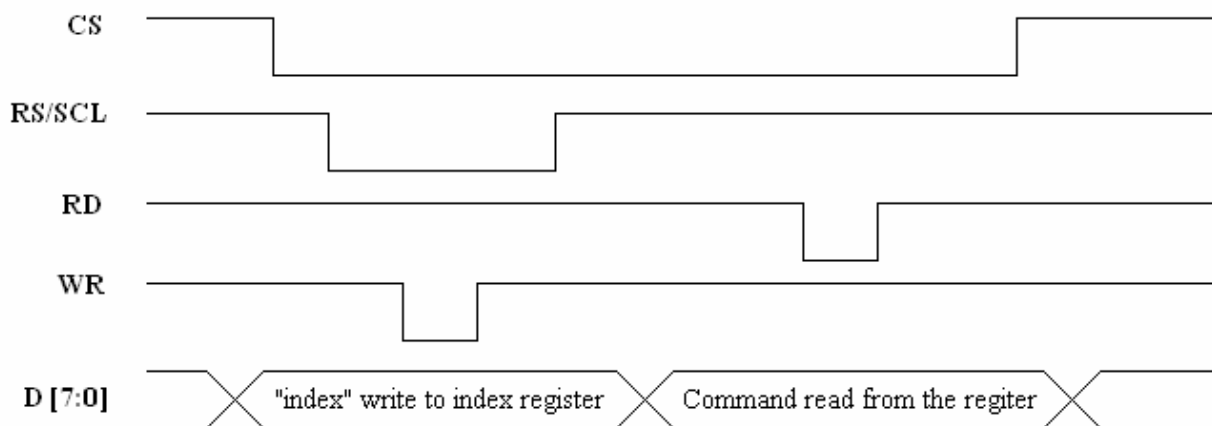 CS
RS/SCL
RD
WR
D [7:0]
"index" write to index register
Command read from the regiter